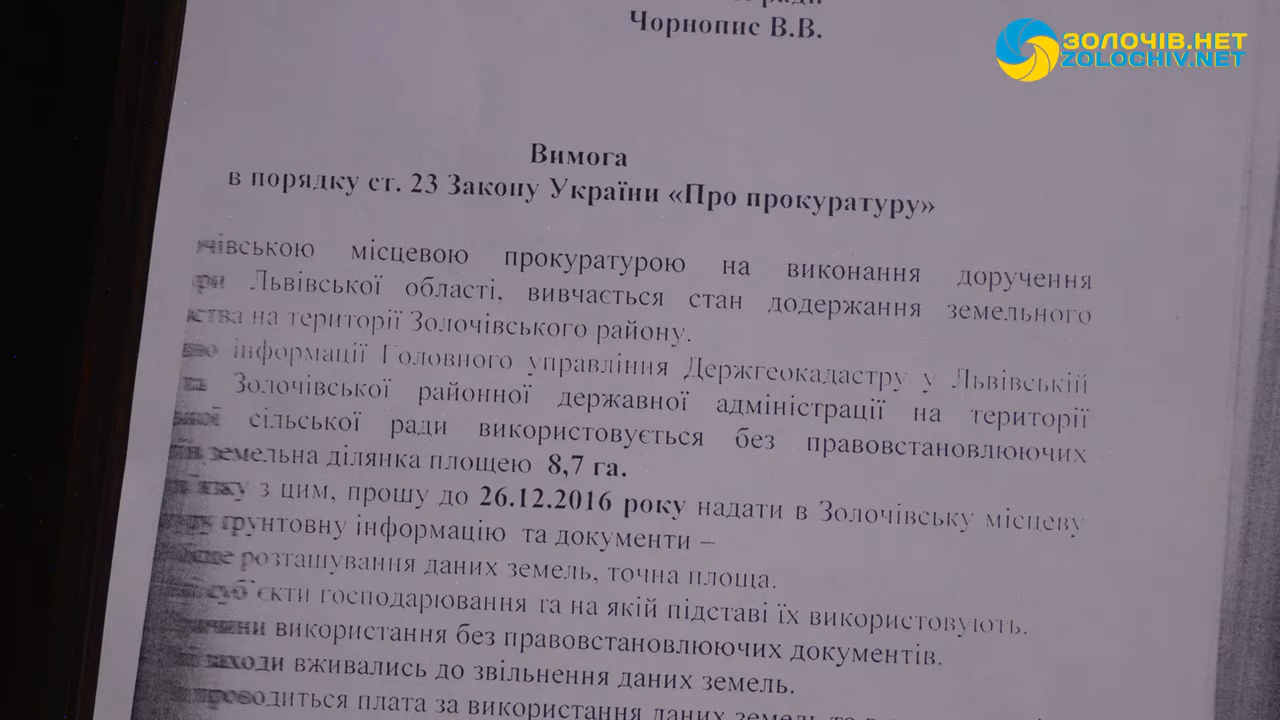 Чорнопис В.В.
ЗОЛОЧІВ.НЕТ
ZOLOCHIV.NET
Вимога
в порядку ст. 23 Закону України «Про прокуратуру»
місцевою прокуратурою на виконання доручення
Львівської області, вивчається стан додержання земельного
на території Золочівського району.
інформації Головного управління Держгеокадастру у Львівській
Золочівської районної державної адміністрації на території
сільської ради використовується без правовстановлюючих
земельна ділянка площею 8,7 га.
з цим, прошу до 26.12.2016 року надати в Золочівську місцеву
ґрунтовну інформацію та документи –
розташування даних земель, точна площа.
суб'єкти господарювання та на якій підставі їх використовують.
використання без правовстановлюючих документів.
заходи вживались до звільнення даних земель.
проводиться плата за використання даних земель та